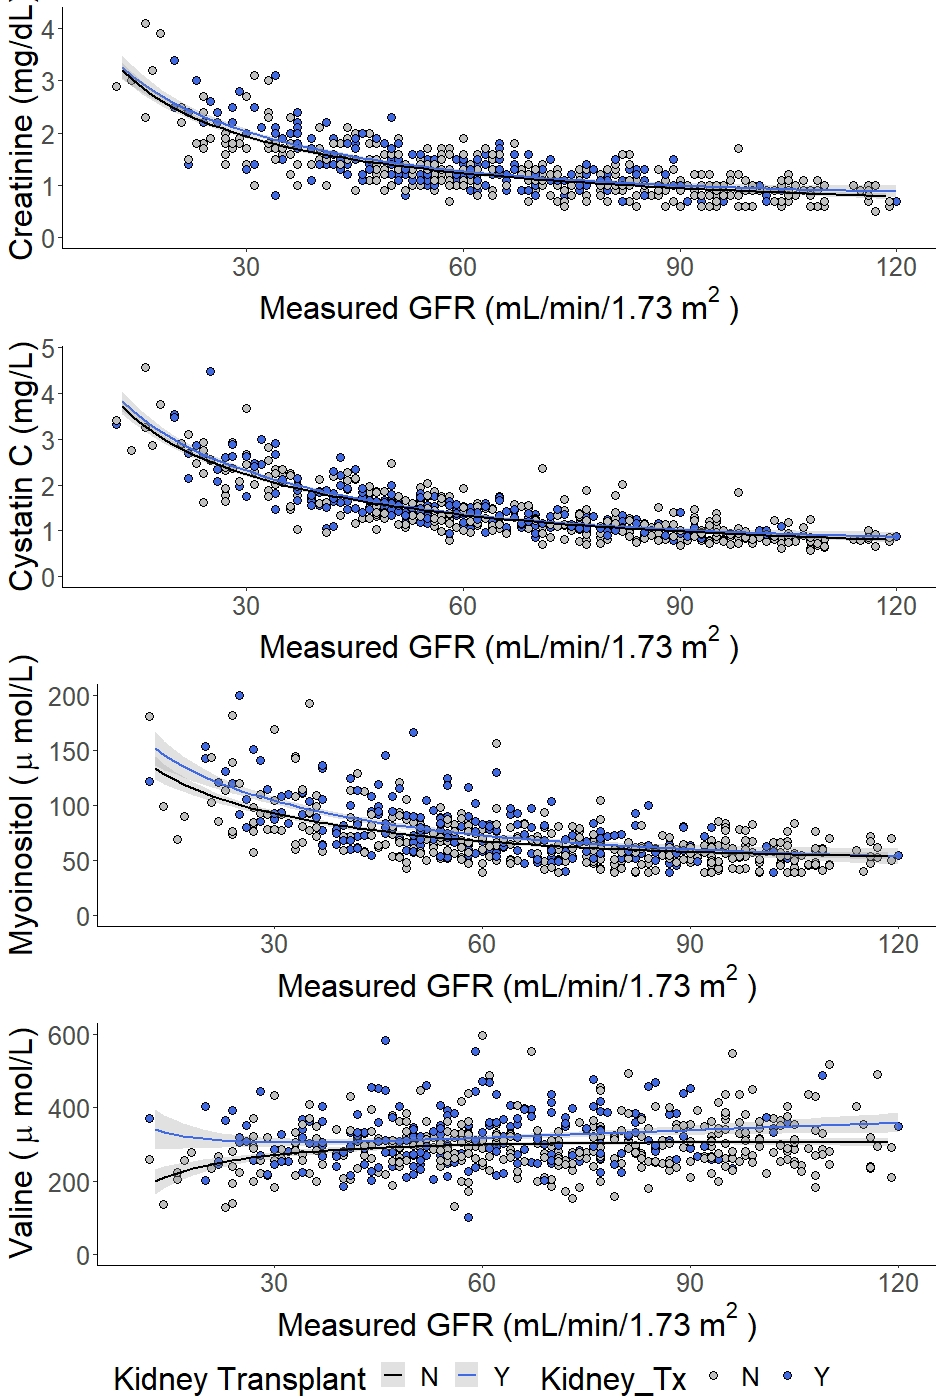 Creatinine (mg/dL)
4
3
2
1
0
30 60 90 120
Measured GFR (mL/min/1.73 m2 )
Cystatin C (mg/L)
5
4
3
2
1
0
30 60 90 120
Measured GFR (mL/min/1.73 m2 )
Myoinositol ( μ mol/L)
200
150
100
50
0
30 60 90 120
Measured GFR (mL/min/1.73 m2 )
Valine ( μ mol/L)
600
400
200
0
30 60 90 120
Measured GFR (mL/min/1.73 m2 )
Kidney Transplant N Y Kidney_Tx N Y